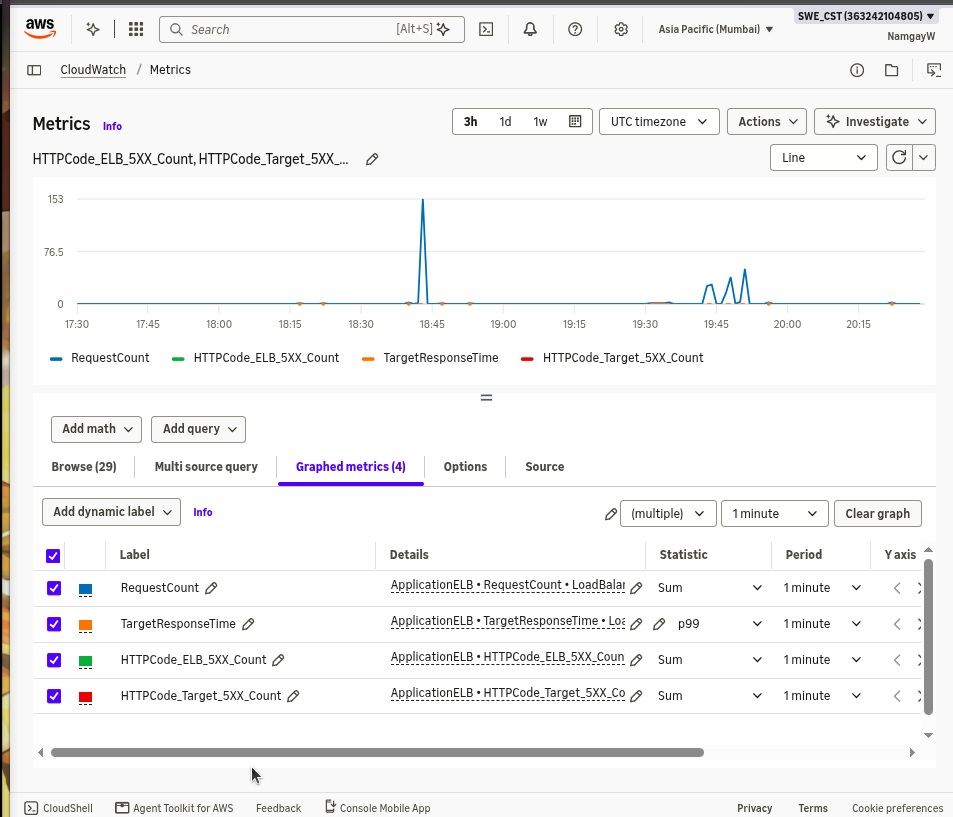 SWE_CST (363242104805)
aws
Search [Alt+S]
Asia Pacific (Mumbai)
NamgayW
CloudWatch / Metrics
Metrics Info
3h 1d 1w UTC timezone Actions Investigate
HTTPCode_ELB_5XX_Count, HTTPCode_Target_5XX_...
Line
153
76.5
0
17:30 17:45 18:00 18:15 18:30 18:45 19:00 19:15 19:30 19:45 20:00 20:15
RequestCount HTTPCode_ELB_5XX_Count TargetResponseTime HTTPCode_Target_5XX_Count
Add math Add query
Browse (29) Multi source query Graphed metrics (4) Options Source
Add dynamic label Info (multiple) 1 minute Clear graph
Label Details Statistic Period Y axis
RequestCount ApplicationELB • RequestCount • LoadBalan Sum 1 minute
TargetResponseTime ApplicationELB • TargetResponseTime • Loa p99 1 minute
HTTPCode_ELB_5XX_Count ApplicationELB • HTTPCode_ELB_5XX_Coun Sum 1 minute
HTTPCode_Target_5XX_Count ApplicationELB • HTTPCode_Target_5XX_Co Sum 1 minute
CloudShell Agent Toolkit for AWS Feedback Console Mobile App Privacy Terms Cookie preferences